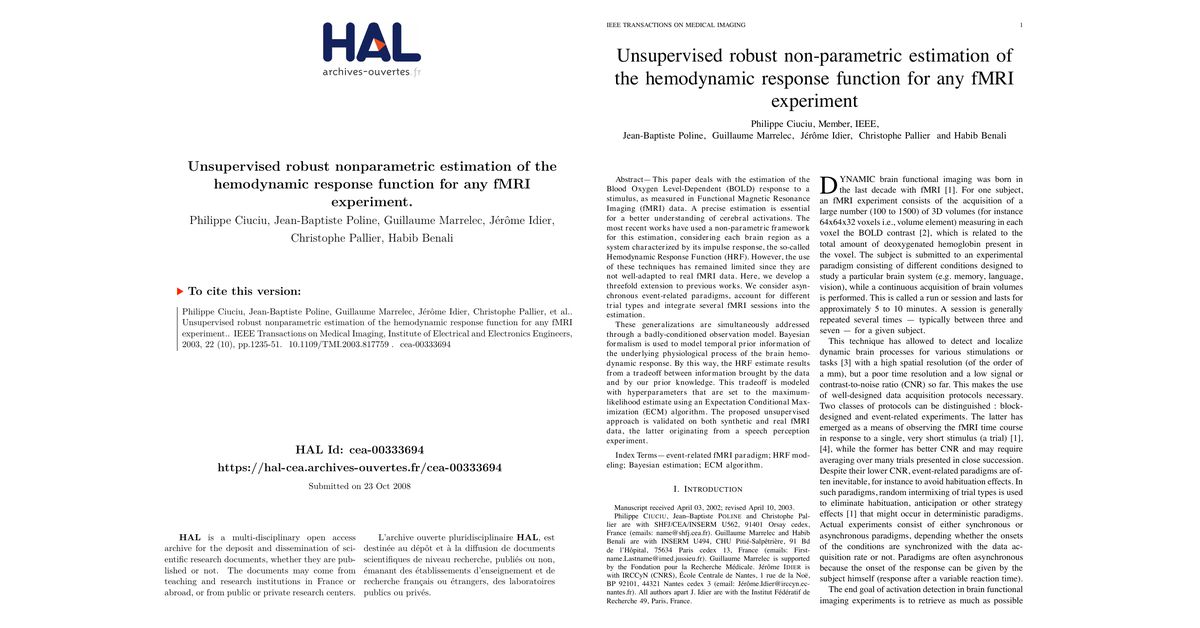 HAL
archives-ouvertes.fr
Unsupervised robust nonparametric estimation of the
hemodynamic response function for any fMRI
experiment.
Philippe Ciuciu, Jean-Baptiste Poline, Guillaume Marrelec, Jérôme Idier,
Christophe Pallier, Habib Benali
To cite this version:
Philippe Ciuciu, Jean-Baptiste Poline, Guillaume Marrelec, Jérôme Idier, Christophe Pallier, et al..
Unsupervised robust nonparametric estimation of the hemodynamic response function for any fMRI
experiment.. IEEE Transactions on Medical Imaging, Institute of Electrical and Electronics Engineers,
2003, 22 (10), pp.1235-51. 10.1109/TMI.2003.817759 . cea-00333694
HAL Id: cea-00333694
https://hal-cea.archives-ouvertes.fr/cea-00333694
Submitted on 23 Oct 2008
HAL is a multi-disciplinary open access
archive for the deposit and dissemination of sci-
entific research documents, whether they are pub-
lished or not. The documents may come from
teaching and research institutions in France or
abroad, or from public or private research centers.
L'archive ouverte pluridisciplinaire HAL, est
destinée au dépôt et à la diffusion de documents
scientifiques de niveau recherche, publiés ou non,
émanant des établissements d'enseignement et de
recherche français ou étrangers, des laboratoires
publics ou privés.
IEEE TRANSACTIONS ON MEDICAL IMAGING 1
Unsupervised robust non-parametric estimation of
the hemodynamic response function for any fMRI
experiment
Philippe Ciuciu, Member, IEEE,
Jean-Baptiste Poline, Guillaume Marrelec, Jérôme Idier, Christophe Pallier and Habib Benali
Abstract— This paper deals with the estimation of the
Blood Oxygen Level-Dependent (BOLD) response to a
stimulus, as measured in Functional Magnetic Resonance
Imaging (fMRI) data. A precise estimation is essential
for a better understanding of cerebral activations. The
most recent works have used a non-parametric framework
for this estimation, considering each brain region as a
system characterized by its impulse response, the so-called
Hemodynamic Response Function (HRF). However, the use
of these techniques has remained limited since they are
not well-adapted to real fMRI data. Here, we develop a
threefold extension to previous works. We consider asyn-
chronous event-related paradigms, account for different
trial types and integrate several fMRI sessions into the
estimation.
These generalizations are simultaneously addressed
through a badly-conditioned observation model. Bayesian
formalism is used to model temporal prior information of
the underlying physiological process of the brain hemo-
dynamic response. By this way, the HRF estimate results
from a tradeoff between information brought by the data
and by our prior knowledge. This tradeoff is modeled
with hyperparameters that are set to the maximum-
likelihood estimate using an Expectation Conditional Max-
imization (ECM) algorithm. The proposed unsupervised
approach is validated on both synthetic and real fMRI
data, the latter originating from a speech perception
experiment.
Index Terms— event-related fMRI paradigm; HRF mod-
eling; Bayesian estimation; ECM algorithm.
I. INTRODUCTION
Manuscript received April 03, 2002; revised April 10, 2003.
Philippe CIUCIU, Jean-Baptiste POLINE and Christophe Pal-
lier are with SHFJ/CEA/INSERM U562, 91401 Orsay cedex,
France (emails: name@shfj.cea.fr). Guillaume Marrelec and Habib
Benali are with INSERM U494, CHU Pitié-Salpêtrière, 91 Bd
de l'Hôpital, 75634 Paris cedex 13, France (emails: First-
name.Lastname@imed.jussieu.fr). Guillaume Marrelec is supported
by the Fondation pour la Recherche Médicale. Jérôme IDIER is
with IRCCyN (CNRS), École Centrale de Nantes, 1 rue de la Noë,
BP 92101, 44321 Nantes cedex 3 (email: Jérôme.Idier@irccyn.ec-
nantes.fr). All authors apart J. Idier are with the Institut Fédératif de
Recherche 49, Paris, France.
DYNAMIC brain functional imaging was born in
the last decade with fMRI [1]. For one subject,
an fMRI experiment consists of the acquisition of a
large number (100 to 1500) of 3D volumes (for instance
64x64x32 voxels i.e., volume element) measuring in each
voxel the BOLD contrast [2], which is related to the
total amount of deoxygenated hemoglobin present in
the voxel. The subject is submitted to an experimental
paradigm consisting of different conditions designed to
study a particular brain system (e.g. memory, language,
vision), while a continuous acquisition of brain volumes
is performed. This is called a run or session and lasts for
approximately 5 to 10 minutes. A session is generally
repeated several times — typically between three and
seven — for a given subject.
This technique has allowed to detect and localize
dynamic brain processes for various stimulations or
tasks [3] with a high spatial resolution (of the order of
a mm), but a poor time resolution and a low signal or
contrast-to-noise ratio (CNR) so far. This makes the use
of well-designed data acquisition protocols necessary.
Two classes of protocols can be distinguished : block-
designed and event-related experiments. The latter has
emerged as a means of observing the fMRI time course
in response to a single, very short stimulus (a trial) [1],
[4], while the former has better CNR and may require
averaging over many trials presented in close succession.
Despite their lower CNR, event-related paradigms are of-
ten inevitable, for instance to avoid habituation effects. In
such paradigms, random intermixing of trial types is used
to eliminate habituation, anticipation or other strategy
effects [1] that might occur in deterministic paradigms.
Actual experiments consist of either synchronous or
asynchronous paradigms, depending whether the onsets
of the conditions are synchronized with the data ac-
quisition rate or not. Paradigms are often asynchronous
because the onset of the response can be given by the
subject himself (response after a variable reaction time).
The end goal of activation detection in brain functional
imaging experiments is to retrieve as much as possible